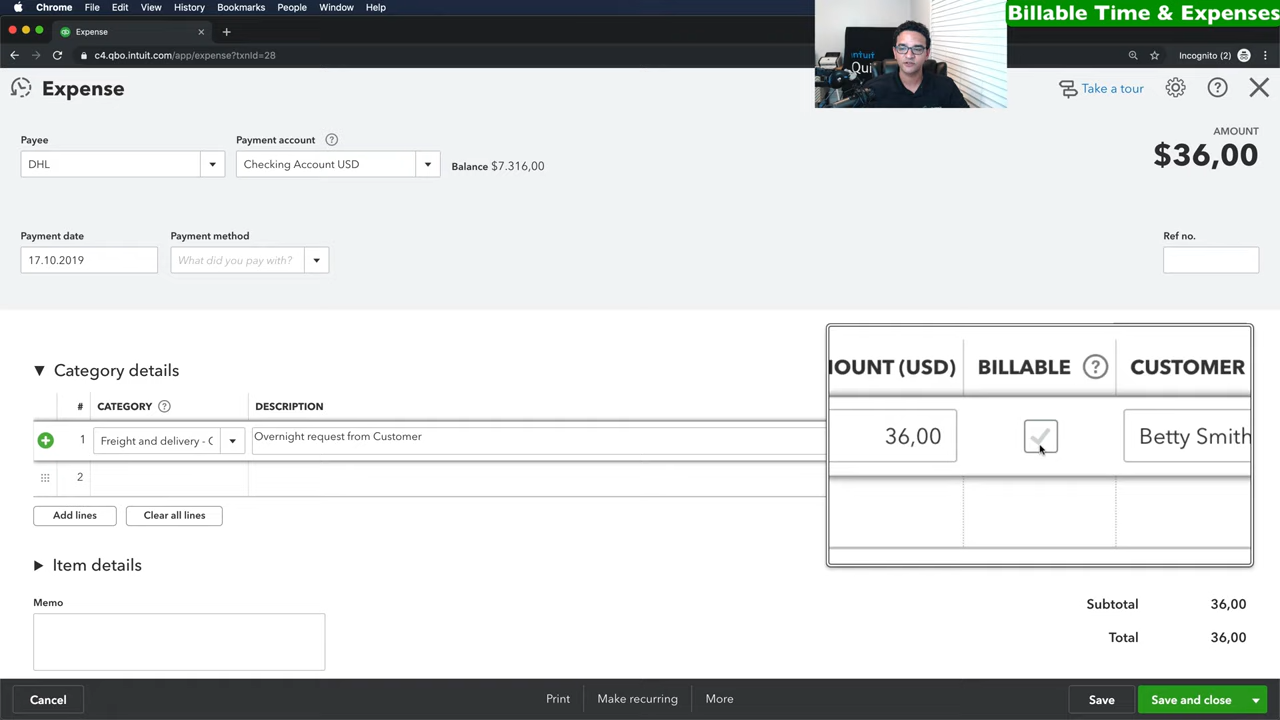 Chrome File Edit View History Bookmarks People Window Help
Billable Time & Expenses
Expense
c4.qbo.intuit.com/app/expense
Incognito (2)
Expense
Take a tour
Payee
Payment account
AMOUNT
DHL
Checking Account USD
Balance $7.316,00
$36,00
Payment date
Payment method
Ref no.
17.10.2019
What did you pay with?
Category details
OUNT (USD) BILLABLE CUSTOMER
# CATEGORY DESCRIPTION
1 Freight and delivery - Overnight request from Customer
36,00 Betty Smith
2
Add lines Clear all lines
Item details
Memo
Subtotal 36,00
Total 36,00
Cancel Print Make recurring More Save Save and close